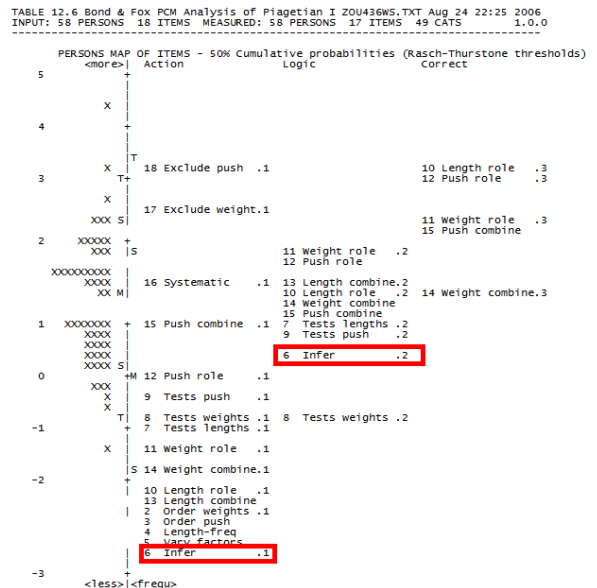 TABLE 12.6 Bond & Fox PCM Analysis of Piagetian I ZOU436WS.TXT Aug 24 22:25 2006
INPUT: 58 PERSONS  18 ITEMS  MEASURED: 58 PERSONS  17 ITEMS  49 CATS  1.0.0
--------------------------------------------------------------------------------
PERSONS MAP OF ITEMS - 50% Cumulative probabilities (Rasch-Thurstone thresholds)
<more>| Action Logic Correct
5 +
|
|
X |
|
4 +
|
|
|T
X | 18 Exclude push .1 10 Length role .3
3 T+ 12 Push role .3
|
X |
| 17 Exclude weight.1
XXX S| 11 Weight role .3
| 15 Push combine
2 XXXXX +
XXX |S 11 Weight role .2
| 12 Push role
XXXXXXXXX |
XXXX | 16 Systematic .1 13 Length combine.2
XX M| 10 Length role .2 14 Weight combine.3
| 14 Weight combine
| 15 Push combine
1 XXXXXXX + 15 Push combine .1 7 Tests lengths .2
XXXX | 9 Tests push .2
XXXX |
XXXX | 6 Infer .2
XXXX S|
0 +M 12 Push role .1
XXX |
X | 9 Tests push .1
X |
T| 8 Tests weights .1 8 Tests weights .2
-1 + 7 Tests lengths .1
|
X | 11 Weight role .1
|
|S 14 Weight combine.1
-2 +
| 10 Length role .1
13 Length combine
| 2 Order weights .1
3 Order push
4 Length-freq
5 Vary factors
| 6 Infer .1
-3 +
<less>|<frequ>